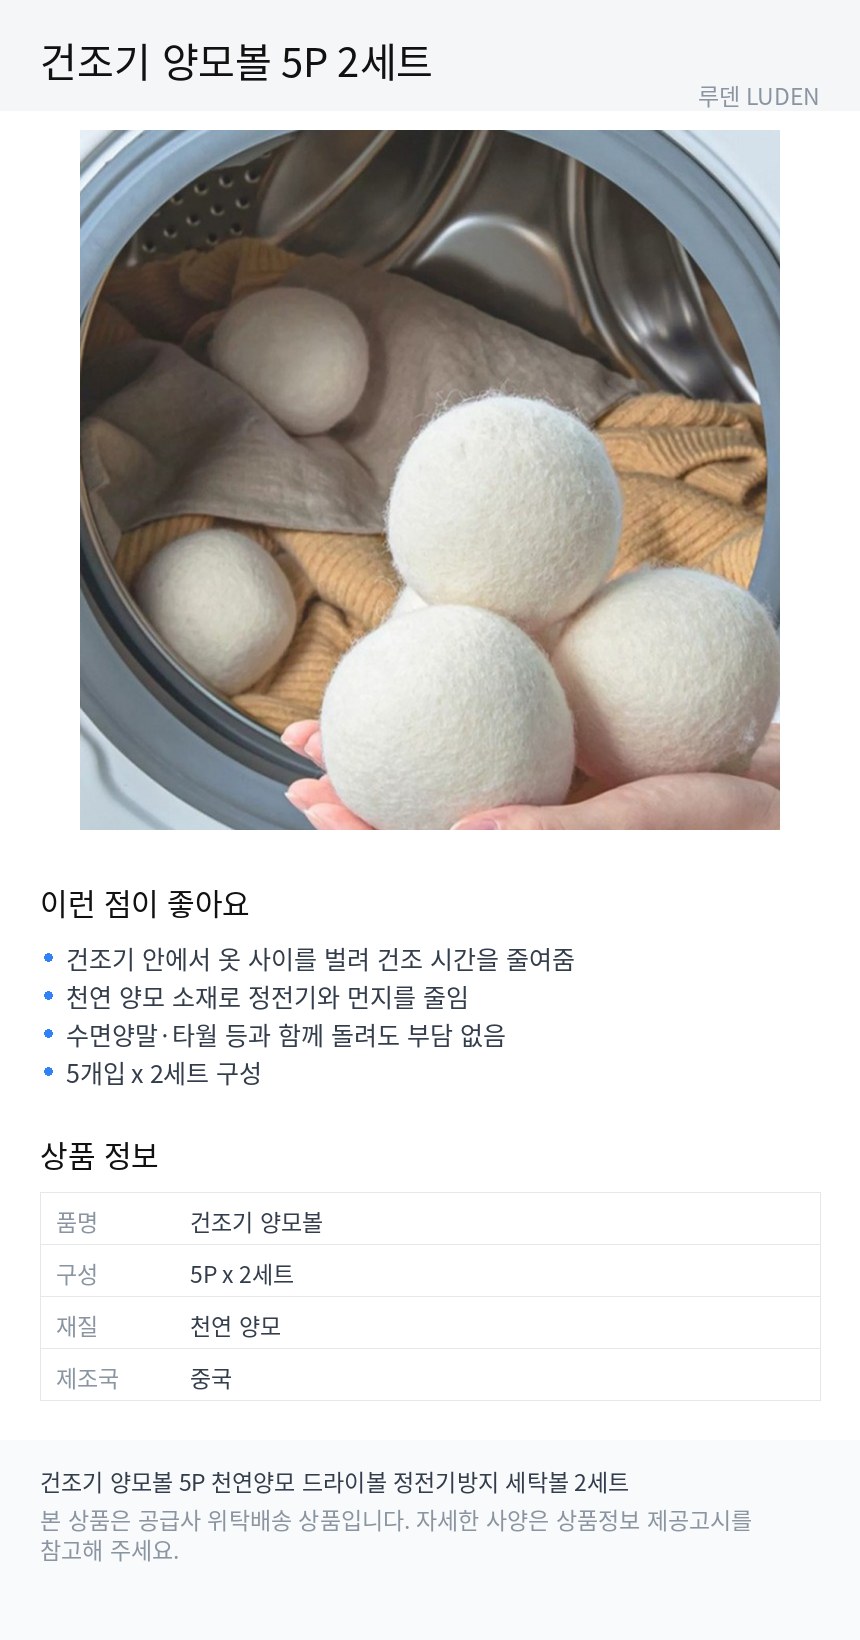 건조기 양모볼 5P 2세트
루덴 LUDEN
이런 점이 좋아요
건조기 안에서 옷 사이를 벌려 건조 시간을 줄여줌
천연 양모 소재로 정전기와 먼지를 줄임
수면양말·타월 등과 함께 돌려도 부담 없음
5개입 x 2세트 구성
상품 정보
품명 건조기 양모볼
구성 5P x 2세트
재질 천연 양모
제조국 중국
건조기 양모볼 5P 천연양모 드라이볼 정전기방지 세탁볼 2세트
본 상품은 공급사 위탁배송 상품입니다. 자세한 사양은 상품정보 제공고시를
참고해 주세요.